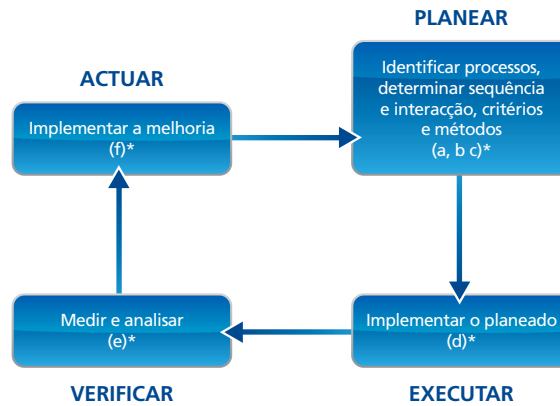 PLANEAR
Identificar processos,
determinar sequência
e interacção, critérios
e métodos
(a, b c)*
ACTUAR
Implementar a melhoria
(f)*
Medir e analisar
(e)*
VERIFICAR
Implementar o planeado
(d)*
EXECUTAR